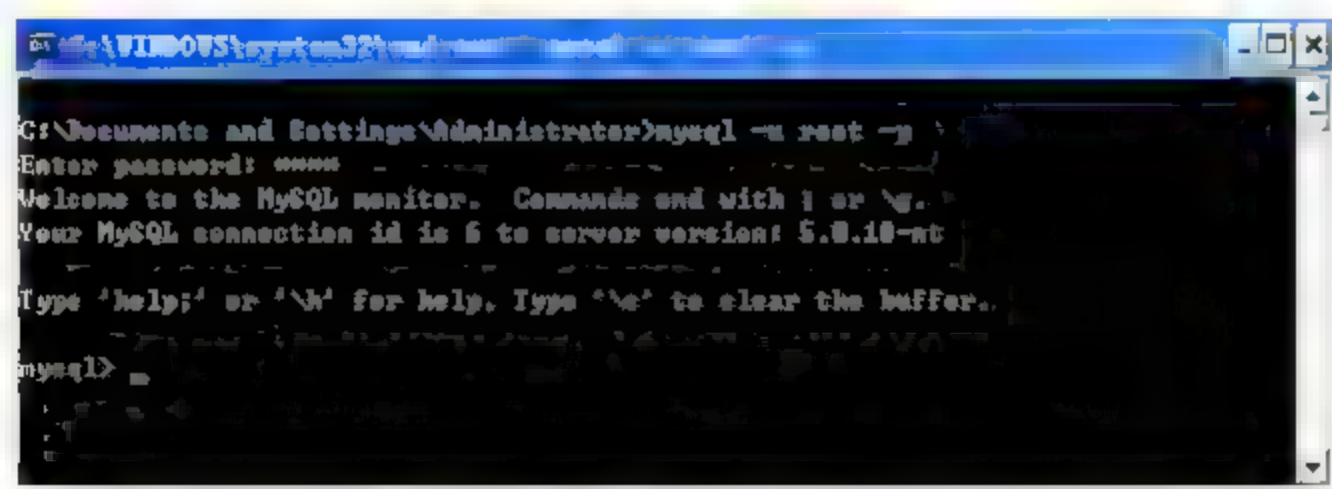 \WINDOWS\system32\
C:\Documents and Settings\Administrator>mysql -u root -p
Enter password: ****
Welcome to the MySQL monitor.  Commands end with ; or \g.
Your MySQL connection id is 6 to server version: 5.0.18-nt
Type 'help;' or '\h' for help. Type '\c' to clear the buffer.
mysql> _